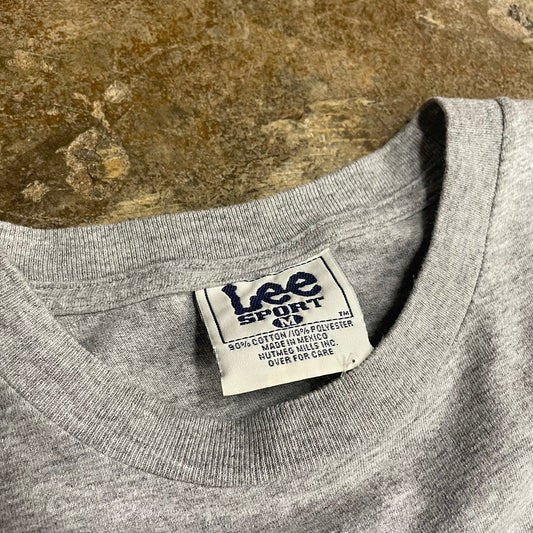 Lee
SPORT
M TM
90% COTTON/10% POLYESTER
MADE IN MEXICO
NUTMEG MILLS INC.
OVER FOR CARE